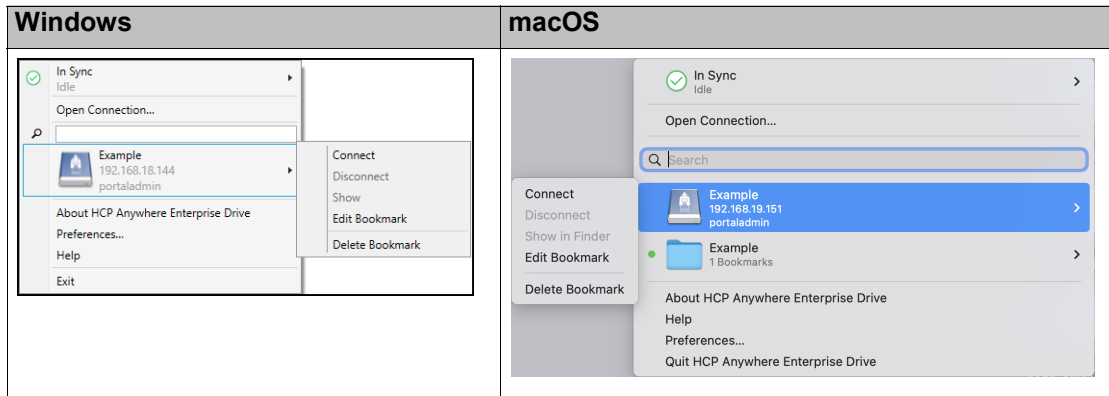 Windows
macOS
In Sync
Idle
Open Connection...
Example
192.168.18.144
portaladmin
About HCP Anywhere Enterprise Drive
Preferences...
Help
Exit
Connect
Disconnect
Show
Edit Bookmark
Delete Bookmark
In Sync
Idle
Open Connection...
Search
Example
192.168.19.151
portaladmin
Example
1 Bookmarks
About HCP Anywhere Enterprise Drive
Help
Preferences...
Quit HCP Anywhere Enterprise Drive
Connect
Disconnect
Show in Finder
Edit Bookmark
Delete Bookmark